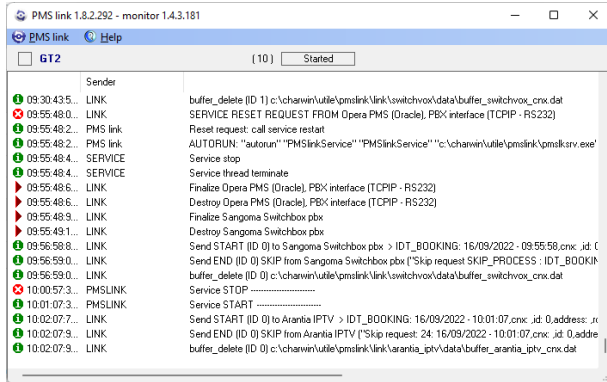 PMS link 1.8.2.292 - monitor 1.4.3.181
PMS link Help
GT2 (10) Started
Sender
09:30:43:5... LINK buffer_delete (ID 1) c:\charwin\utile\pmslink\link\switchvox\data\buffer_switchvox_cnx.dat
09:55:48:0... LINK SERVICE RESET REQUEST FROM Opera PMS (Oracle), PBX interface (TCPIP - RS232)
09:55:48:2... PMS link Reset request: call service restart
09:55:48:2... PMS link AUTORUN: "autorun" "PMSlinkService" "PMSlinkService" "c:\charwin\utile\pmslink\pmslksrv.exe"
09:55:48:4... SERVICE Service stop
09:55:48:4... SERVICE Service thread terminate
09:55:48:6... LINK Finalize Opera PMS (Oracle), PBX interface (TCPIP - RS232)
09:55:48:6... LINK Destroy Opera PMS (Oracle), PBX interface (TCPIP - RS232)
09:55:48:9... LINK Finalize Sangoma Switchbox pbx
09:55:49:1... LINK Destroy Sangoma Switchbox pbx
09:56:58:8... LINK Send START (ID 0) to Sangoma Switchbox pbx > IDT_BOOKING: 16/09/2022 - 09:55:58,cnx: ,id: 0
09:56:59:0... LINK Send END (ID 0) SKIP from Sangoma Switchbox pbx ("Skip request SKIP_PROCESS : IDT_BOOKIN
09:56:59:0... LINK buffer_delete (ID 0) c:\charwin\utile\pmslink\link\switchvox\data\buffer_switchvox_cnx.dat
10:00:57:3... PMSLINK Service STOP -------------------------
10:01:07:3... PMSLINK Service START -------------------------
10:02:07:7... LINK Send START (ID 0) to Arantia IPTV > IDT_BOOKING: 16/09/2022 - 10:01:07,cnx: ,id: 0,address: ,ro
10:02:07:9... LINK Send END (ID 0) SKIP from Arantia IPTV ("Skip request: 24: 16/09/2022 - 10:01:07,cnx: ,id: 0,addre
10:02:07:9... LINK buffer_delete (ID 0) c:\charwin\utile\pmslink\link\arantia_iptv\data\buffer_arantia_iptv_cnx.dat